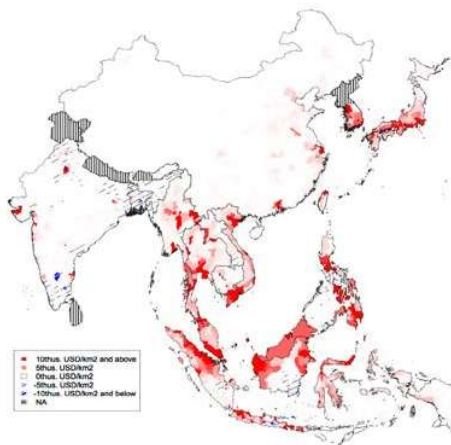 10thus. USD/km2 and above
5thus. USD/km2
0thus. USD/km2
-5thus. USD/km2
-10thus. USD/km2 and below
NA